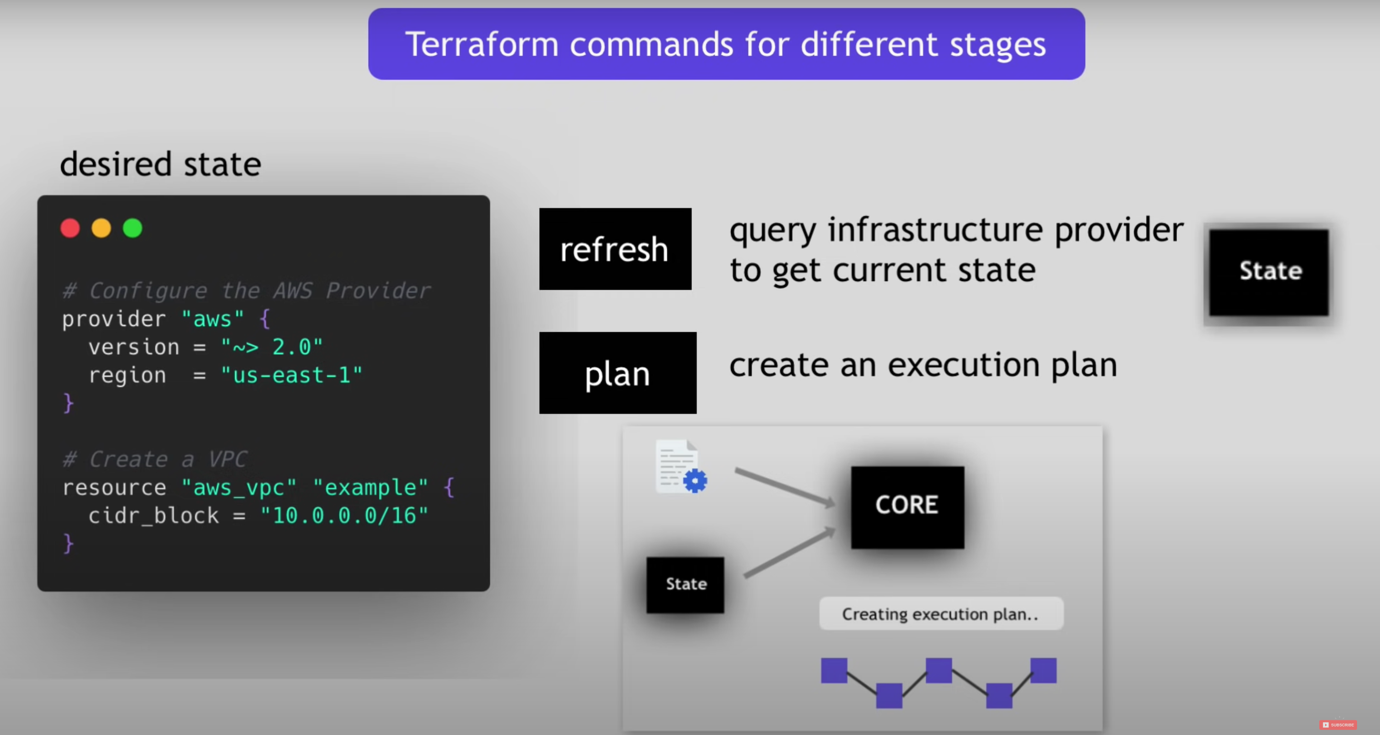 Terraform commands for different stages
desired state
# Configure the AWS Provider
provider "aws" {
  version = "~> 2.0"
  region  = "us-east-1"
}
# Create a VPC
resource "aws_vpc" "example" {
  cidr_block = "10.0.0.0/16"
}
refresh
query infrastructure provider
to get current state
State
plan
create an execution plan
CORE
State
Creating execution plan..
SUBSCRIBE